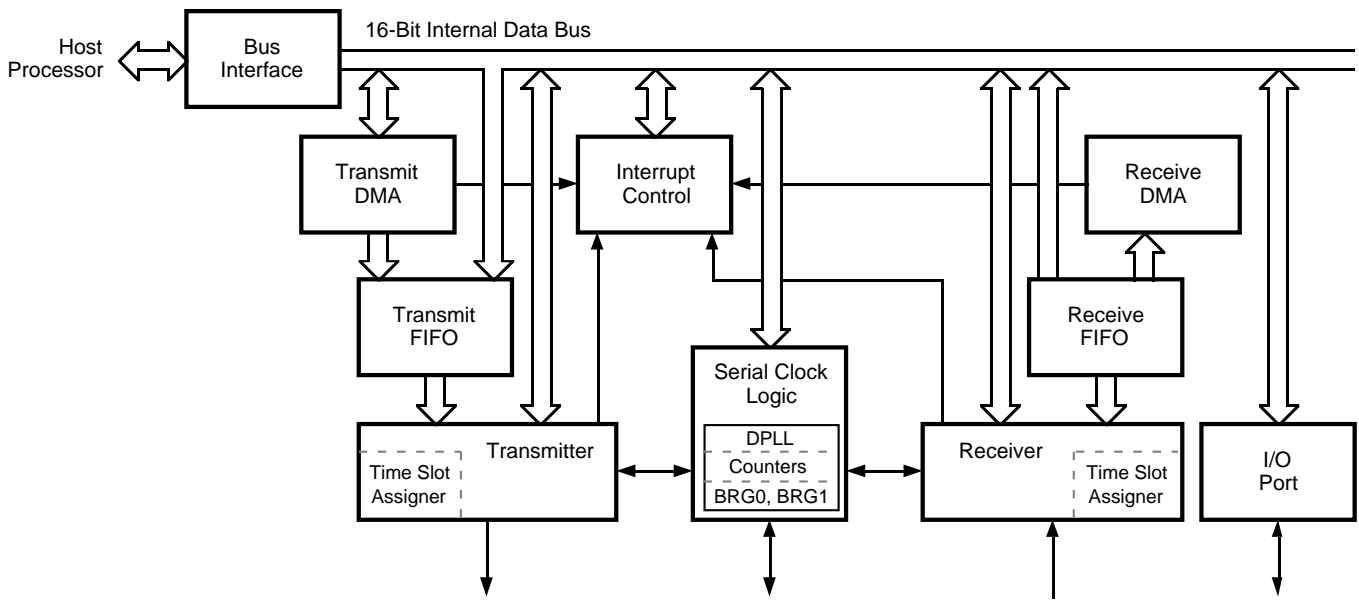 16-Bit Internal Data Bus
Host
Processor
Bus
Interface
Transmit
DMA
Interrupt
Control
Receive
DMA
Transmit
FIFO
Receive
FIFO
Serial Clock
Logic
DPLL
Counters
BRG0, BRG1
Transmitter
Time Slot
Assigner
Receiver
Time Slot
Assigner
I/O
Port